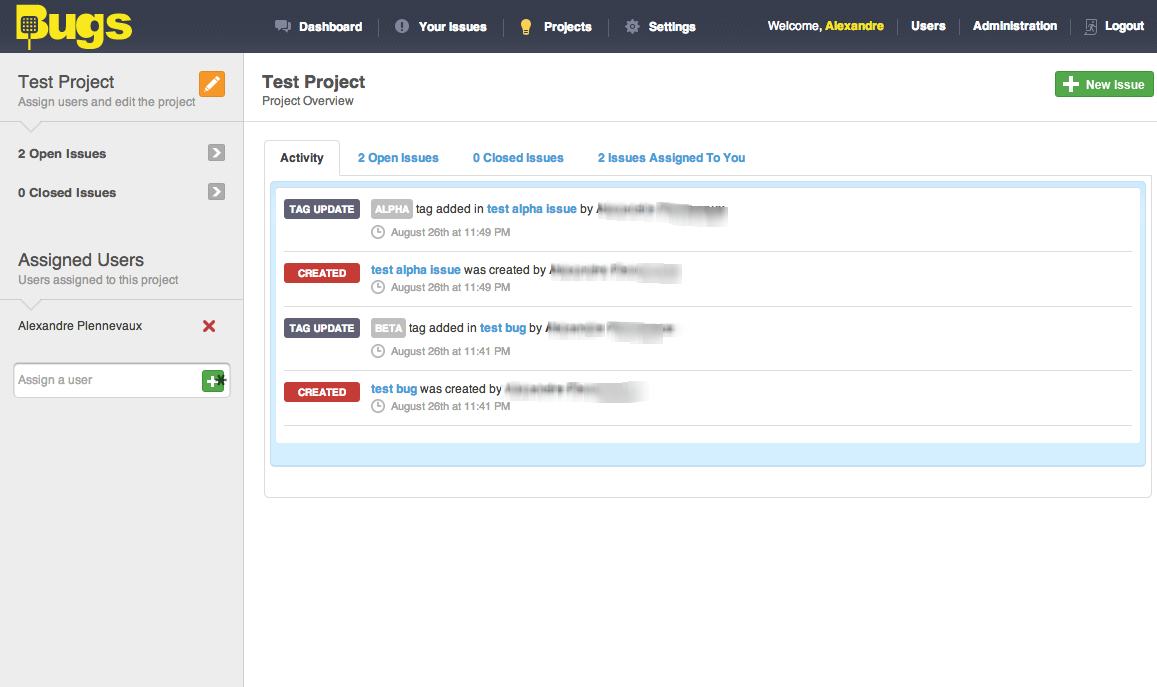 Bugs
Dashboard
Your Issues
Projects
Settings
Welcome, Alexandre
Users
Administration
Logout
Test Project
Assign users and edit the project
2 Open Issues
0 Closed Issues
Assigned Users
Users assigned to this project
Alexandre Plennevaux
Assign a user
Test Project
Project Overview
New Issue
Activity
2 Open Issues
0 Closed Issues
2 Issues Assigned To You
TAG UPDATE ALPHA tag added in test alpha issue by
August 26th at 11:49 PM
CREATED test alpha issue was created by
August 26th at 11:49 PM
TAG UPDATE BETA tag added in test bug by
August 26th at 11:41 PM
CREATED test bug was created by
August 26th at 11:41 PM